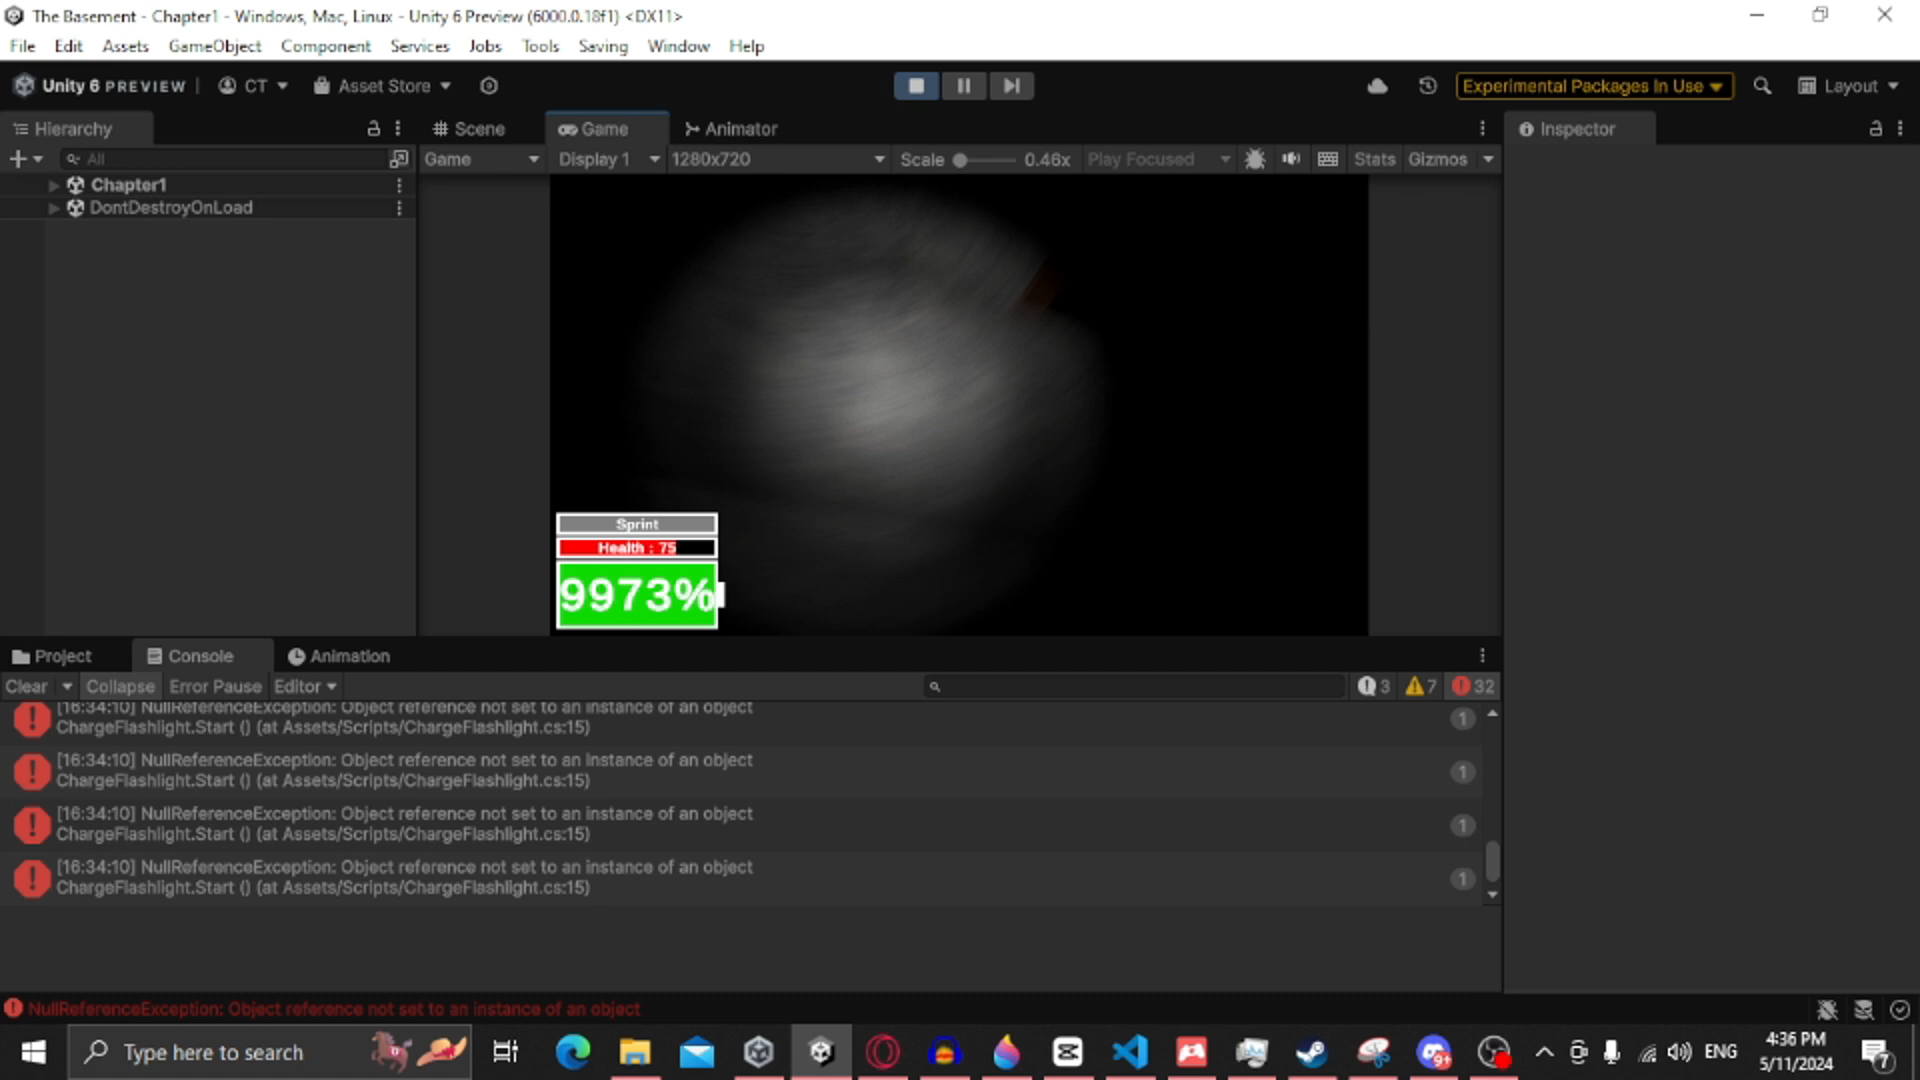 The Basement - Chapter1 - Windows, Mac, Linux - Unity 6 Preview (6000.0.18f1) <DX11>
File Edit Assets GameObject Component Services Jobs Tools Saving Window Help
Unity 6 PREVIEW CT Asset Store Experimental Packages In Use Layout
Hierarchy Scene Game Animator Inspector
All Game Display 1 1280x720 Scale 0.46x Play Focused Stats Gizmos
Chapter1
DontDestroyOnLoad
Sprint
Health : 75
9973%
Project Console Animation
Clear Collapse Error Pause Editor 3 7 32
[16:34:10] NullReferenceException: Object reference not set to an instance of an object
ChargeFlashlight.Start () (at Assets/Scripts/ChargeFlashlight.cs:15) 1
[16:34:10] NullReferenceException: Object reference not set to an instance of an object
ChargeFlashlight.Start () (at Assets/Scripts/ChargeFlashlight.cs:15) 1
[16:34:10] NullReferenceException: Object reference not set to an instance of an object
ChargeFlashlight.Start () (at Assets/Scripts/ChargeFlashlight.cs:15) 1
[16:34:10] NullReferenceException: Object reference not set to an instance of an object
ChargeFlashlight.Start () (at Assets/Scripts/ChargeFlashlight.cs:15) 1
NullReferenceException: Object reference not set to an instance of an object
Type here to search 9+ ENG 4:36 PM
5/11/2024 7